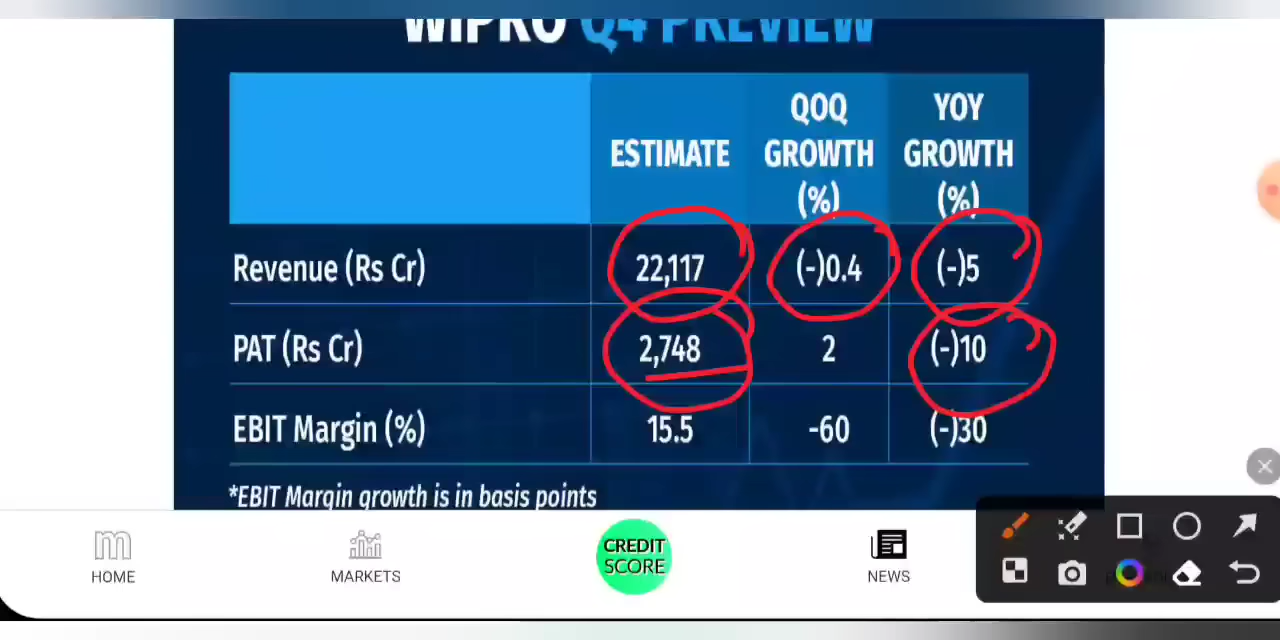 WIPRO Q4 PREVIEW
ESTIMATE QOQ GROWTH (%) YOY GROWTH (%)
Revenue (Rs Cr) 22,117 (-)0.4 (-)5
PAT (Rs Cr) 2,748 2 (-)10
EBIT Margin (%) 15.5 -60 (-)30
*EBIT Margin growth is in basis points
m
HOME MARKETS CREDIT SCORE NEWS